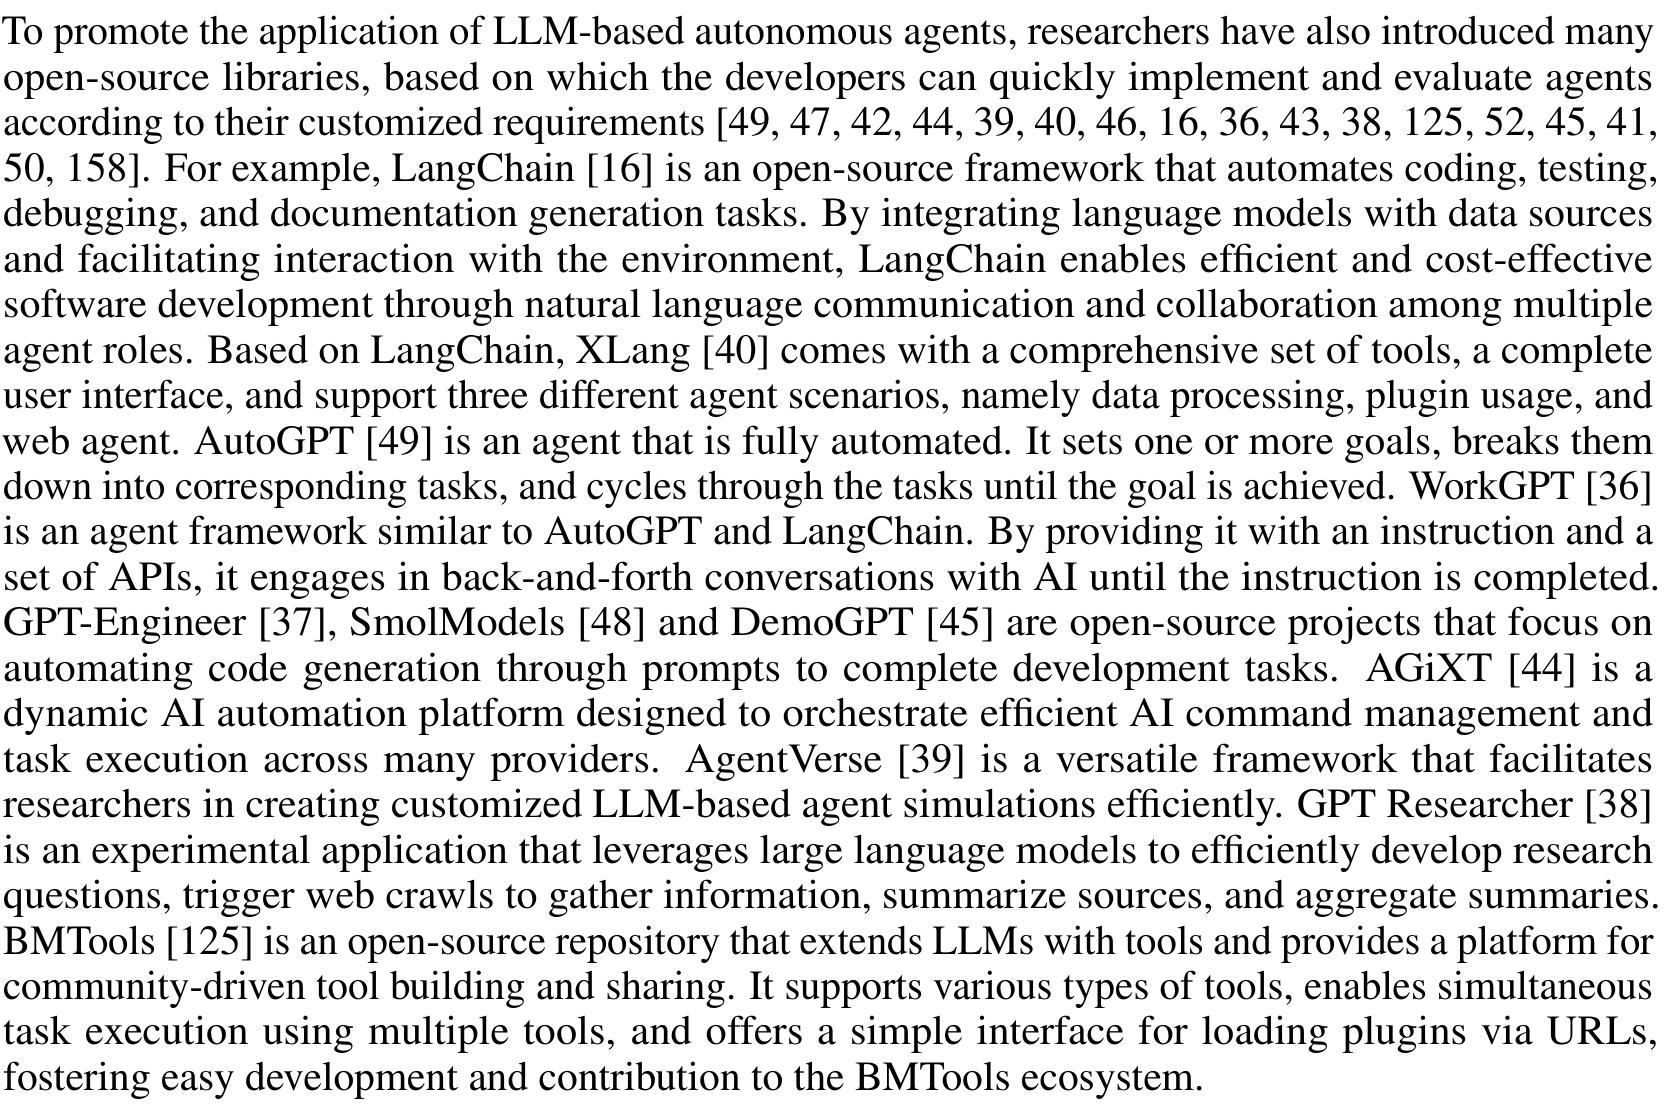 To promote the application of LLM-based autonomous agents, researchers have also introduced many
open-source libraries, based on which the developers can quickly implement and evaluate agents
according to their customized requirements [49, 47, 42, 44, 39, 40, 46, 16, 36, 43, 38, 125, 52, 45, 41,
50, 158]. For example, LangChain [16] is an open-source framework that automates coding, testing,
debugging, and documentation generation tasks. By integrating language models with data sources
and facilitating interaction with the environment, LangChain enables efficient and cost-effective
software development through natural language communication and collaboration among multiple
agent roles. Based on LangChain, XLang [40] comes with a comprehensive set of tools, a complete
user interface, and support three different agent scenarios, namely data processing, plugin usage, and
web agent. AutoGPT [49] is an agent that is fully automated. It sets one or more goals, breaks them
down into corresponding tasks, and cycles through the tasks until the goal is achieved. WorkGPT [36]
is an agent framework similar to AutoGPT and LangChain. By providing it with an instruction and a
set of APIs, it engages in back-and-forth conversations with AI until the instruction is completed.
GPT-Engineer [37], SmolModels [48] and DemoGPT [45] are open-source projects that focus on
automating code generation through prompts to complete development tasks. AGiXT [44] is a
dynamic AI automation platform designed to orchestrate efficient AI command management and
task execution across many providers. AgentVerse [39] is a versatile framework that facilitates
researchers in creating customized LLM-based agent simulations efficiently. GPT Researcher [38]
is an experimental application that leverages large language models to efficiently develop research
questions, trigger web crawls to gather information, summarize sources, and aggregate summaries.
BMTools [125] is an open-source repository that extends LLMs with tools and provides a platform for
community-driven tool building and sharing. It supports various types of tools, enables simultaneous
task execution using multiple tools, and offers a simple interface for loading plugins via URLs,
fostering easy development and contribution to the BMTools ecosystem.